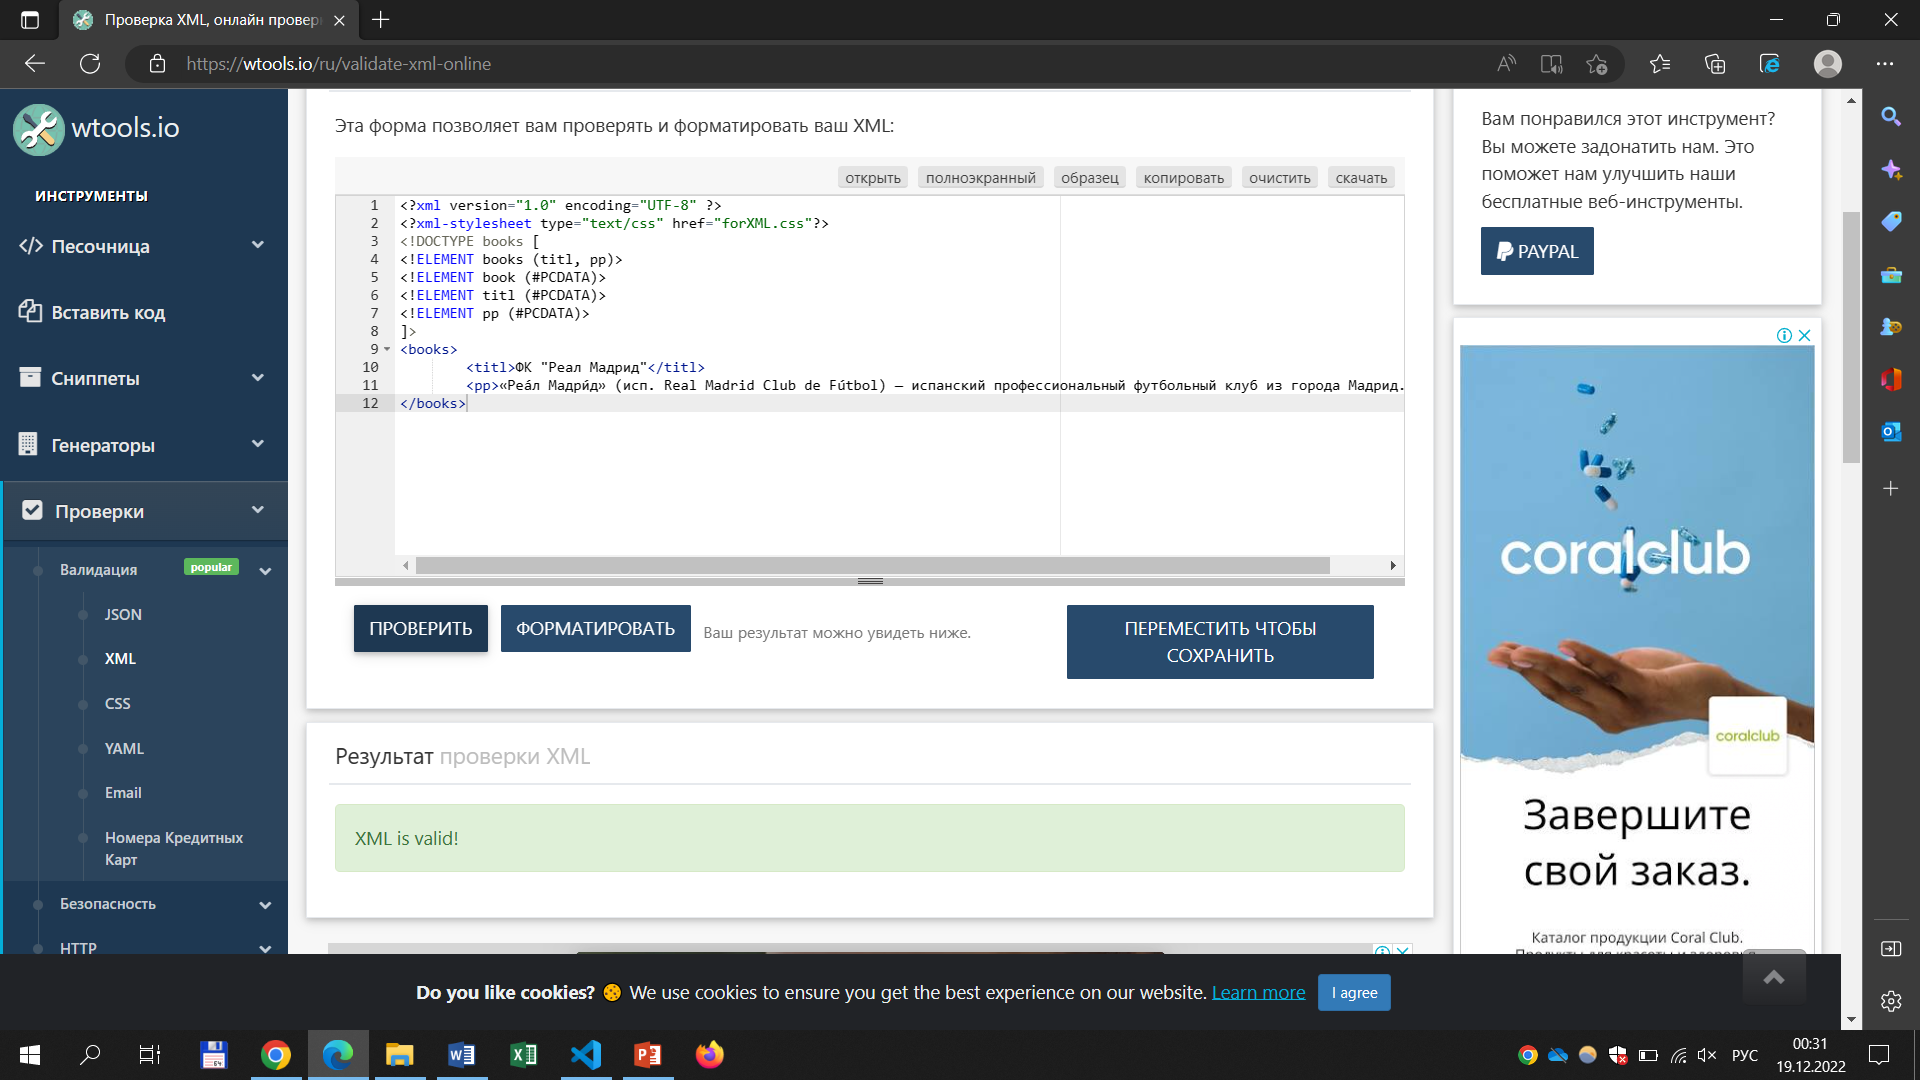 Проверка XML, онлайн провер
https://wtools.io/ru/validate-xml-online
wtools.io
ИНСТРУМЕНТЫ
Песочница
Вставить код
Сниппеты
Генераторы
Проверки
Валидация
popular
JSON
XML
CSS
YAML
Email
Номера Кредитных
Карт
Безопасность
HTTP
Эта форма позволяет вам проверять и форматировать ваш XML:
открыть полноэкранный образец копировать очистить скачать
1 <?xml version="1.0" encoding="UTF-8" ?>
2 <?xml-stylesheet type="text/css" href="forXML.css"?>
3 <!DOCTYPE books [
4 <!ELEMENT books (titl, pp)>
5 <!ELEMENT book (#PCDATA)>
6 <!ELEMENT titl (#PCDATA)>
7 <!ELEMENT pp (#PCDATA)>
8 ]>
9 <books>
10 <titl>ФК "Реал Мадрид"</titl>
11 <pp>«Реа́л Мадри́д» (исп. Real Madrid Club de Fútbol) — испанский профессиональный футбольный клуб из города Мадрид.
12 </books>
ПРОВЕРИТЬ
ФОРМАТИРОВАТЬ
Ваш результат можно увидеть ниже.
ПЕРЕМЕСТИТЬ ЧТОБЫ
СОХРАНИТЬ
Результат проверки XML
XML is valid!
Вам понравился этот инструмент?
Вы можете задонатить нам. Это
поможет нам улучшить наши
бесплатные веб-инструменты.
PAYPAL
coralclub
coralclub
Завершите
свой заказ.
Каталог продукции Coral Club.
Do you like cookies? We use cookies to ensure you get the best experience on our website. Learn more
I agree
64
РУС
00:31
19.12.2022